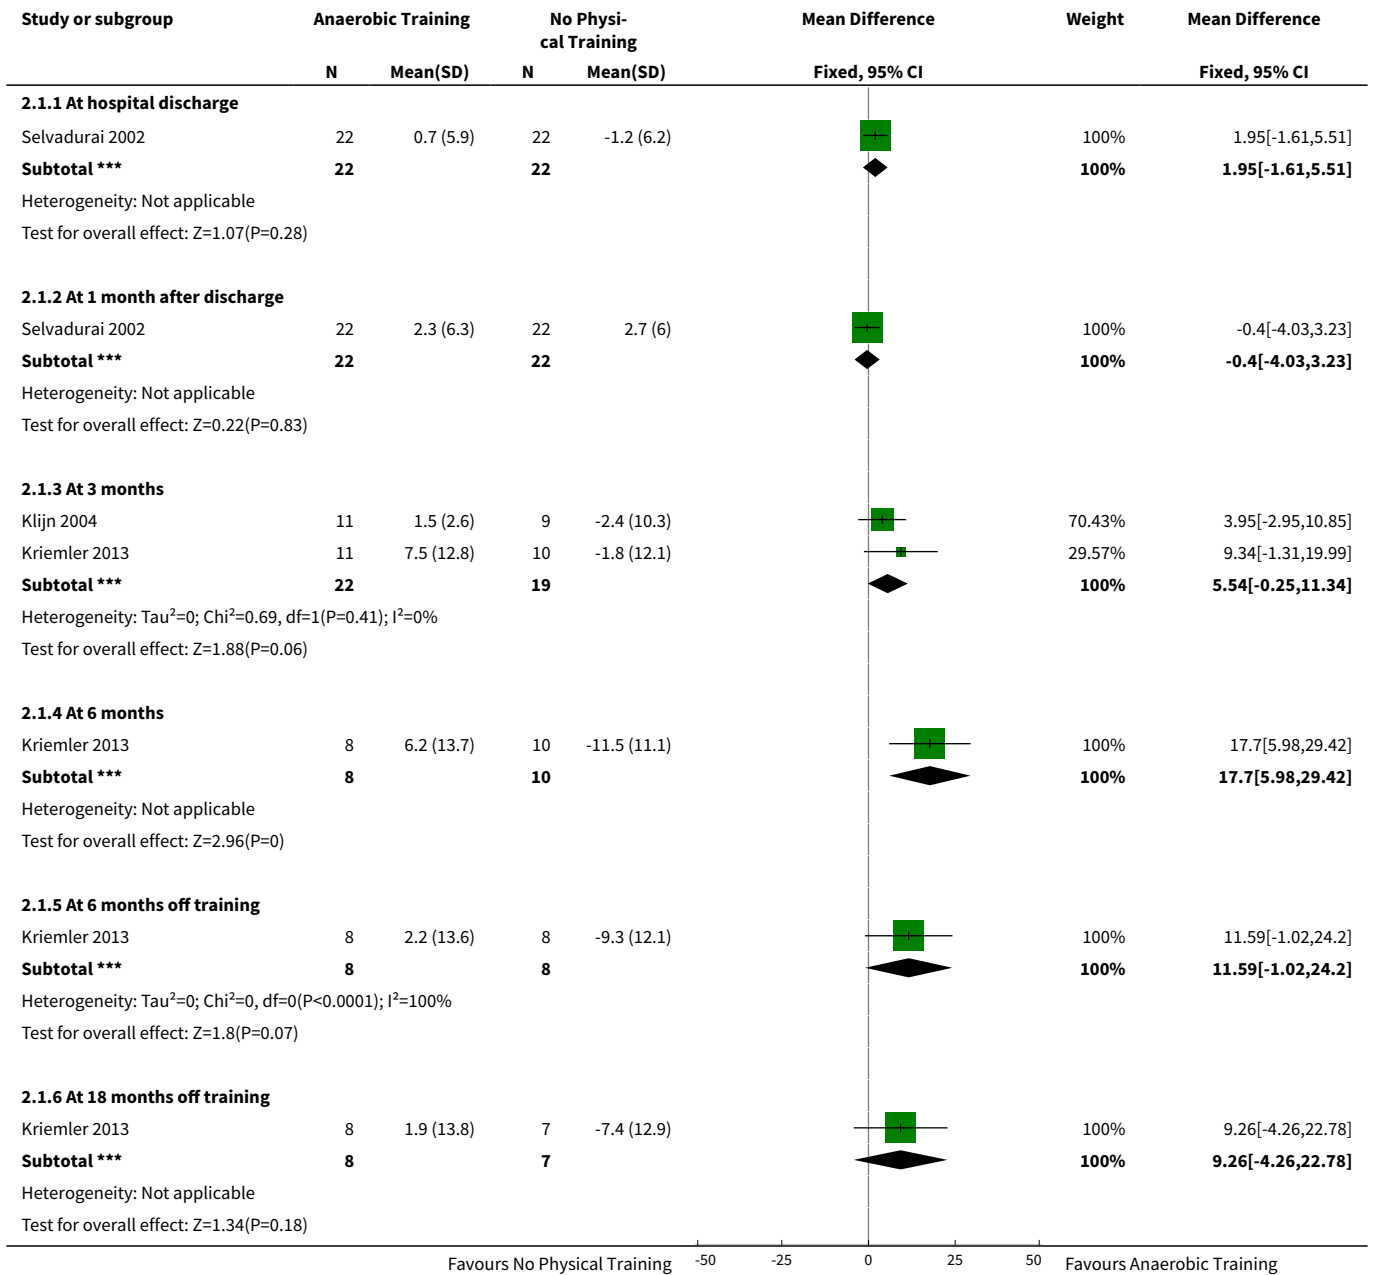 Study or subgroup Anaerobic Training No Physi- Mean Difference Weight Mean Difference
cal Training
N Mean(SD) N Mean(SD) Fixed, 95% CI Fixed, 95% CI
2.1.1 At hospital discharge
Selvadurai 2002 22 0.7 (5.9) 22 -1.2 (6.2) 100% 1.95[-1.61,5.51]
Subtotal *** 22 22 100% 1.95[-1.61,5.51]
Heterogeneity: Not applicable
Test for overall effect: Z=1.07(P=0.28)
2.1.2 At 1 month after discharge
Selvadurai 2002 22 2.3 (6.3) 22 2.7 (6) 100% -0.4[-4.03,3.23]
Subtotal *** 22 22 100% -0.4[-4.03,3.23]
Heterogeneity: Not applicable
Test for overall effect: Z=0.22(P=0.83)
2.1.3 At 3 months
Klijn 2004 11 1.5 (2.6) 9 -2.4 (10.3) 70.43% 3.95[-2.95,10.85]
Kriemler 2013 11 7.5 (12.8) 10 -1.8 (12.1) 29.57% 9.34[-1.31,19.99]
Subtotal *** 22 19 100% 5.54[-0.25,11.34]
Heterogeneity: Tau²=0; Chi²=0.69, df=1(P=0.41); I²=0%
Test for overall effect: Z=1.88(P=0.06)
2.1.4 At 6 months
Kriemler 2013 8 6.2 (13.7) 10 -11.5 (11.1) 100% 17.7[5.98,29.42]
Subtotal *** 8 10 100% 17.7[5.98,29.42]
Heterogeneity: Not applicable
Test for overall effect: Z=2.96(P=0)
2.1.5 At 6 months off training
Kriemler 2013 8 2.2 (13.6) 8 -9.3 (12.1) 100% 11.59[-1.02,24.2]
Subtotal *** 8 8 100% 11.59[-1.02,24.2]
Heterogeneity: Tau²=0; Chi²=0, df=0(P<0.0001); I²=100%
Test for overall effect: Z=1.8(P=0.07)
2.1.6 At 18 months off training
Kriemler 2013 8 1.9 (13.8) 7 -7.4 (12.9) 100% 9.26[-4.26,22.78]
Subtotal *** 8 7 100% 9.26[-4.26,22.78]
Heterogeneity: Not applicable
Test for overall effect: Z=1.34(P=0.18)
Favours No Physical Training -50 -25 0 25 50 Favours Anaerobic Training